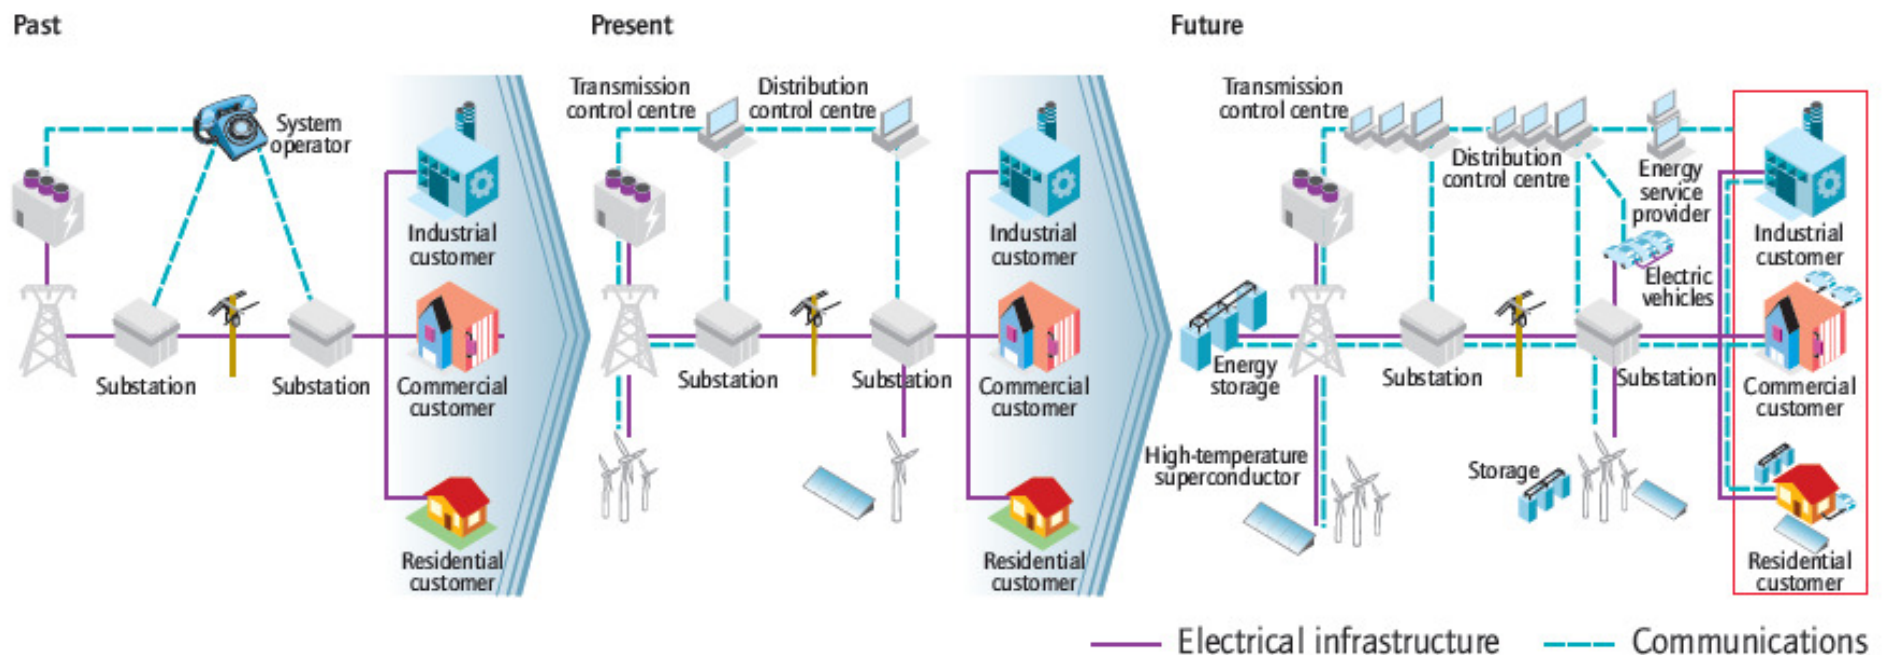 Past
System
operator
Substation
Substation
Industrial
customer
Commercial
customer
Residential
customer
Present
Transmission
control centre
Distribution
control centre
Substation
Substation
Industrial
customer
Commercial
customer
Residential
customer
Future
Transmission
control centre
Distribution
control centre
Energy
service
provider
Electric
vehicles
Energy
storage
Substation
Substation
High-temperature
superconductor
Storage
Industrial
customer
Commercial
customer
Residential
customer
Electrical infrastructure
Communications